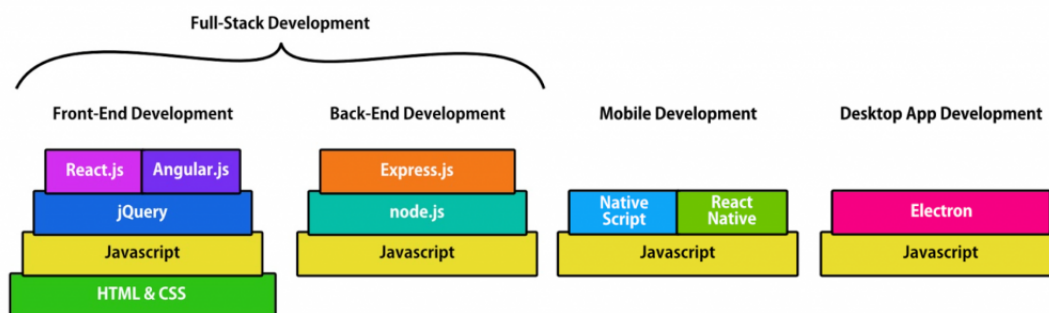 Full-Stack Development
Front-End Development
Back-End Development
Mobile Development
Desktop App Development
React.js
Angular.js
jQuery
Javascript
HTML & CSS
Express.js
node.js
Javascript
Native
Script
React
Native
Javascript
Electron
Javascript